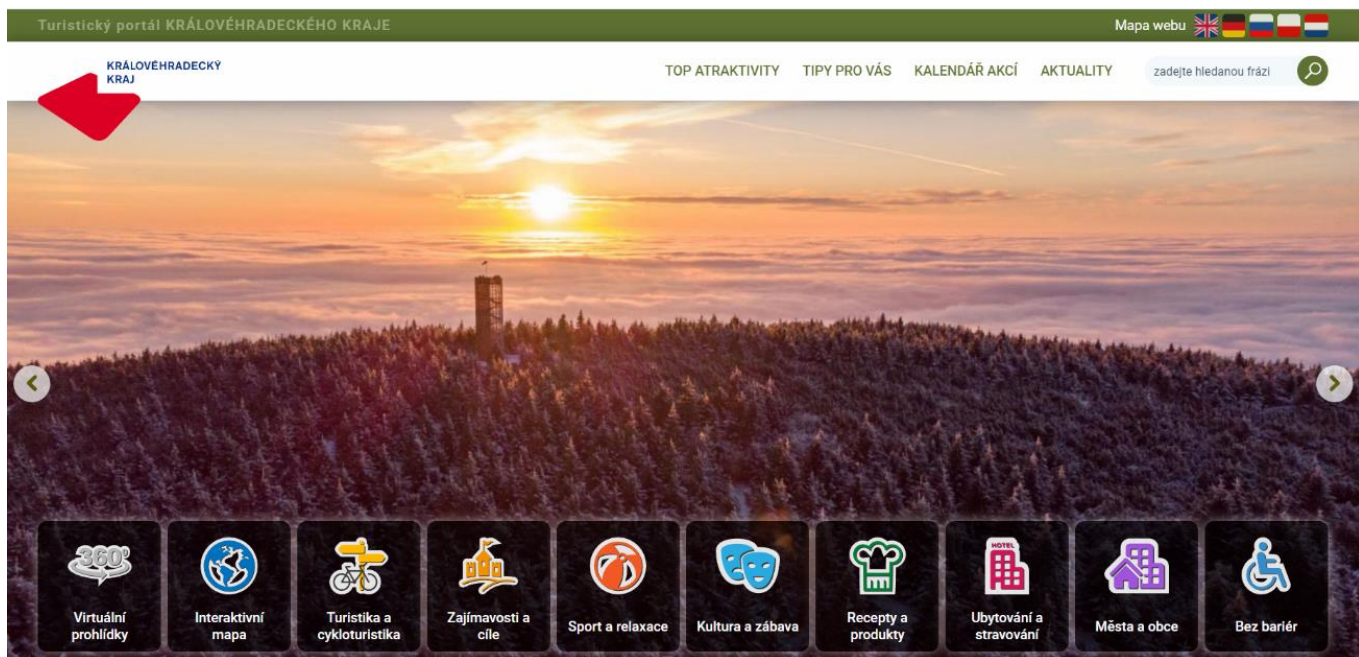 Turistický portál KRÁLOVÉHRADECKÉHO KRAJE
Mapa webu
KRÁLOVÉHRADECKÝ
KRAJ
TOP ATRAKTIVITY
TIPY PRO VÁS
KALENDÁŘ AKCÍ
AKTUALITY
zadejte hledanou frázi
360°
Virtuální
prohlídky
Interaktivní
mapa
Turistika a
cykloturistika
Zajímavosti a
cíle
Sport a relaxace
Kultura a zábava
Recepty a
produkty
HOTEL
Ubytování a
stravování
Města a obce
Bez bariér